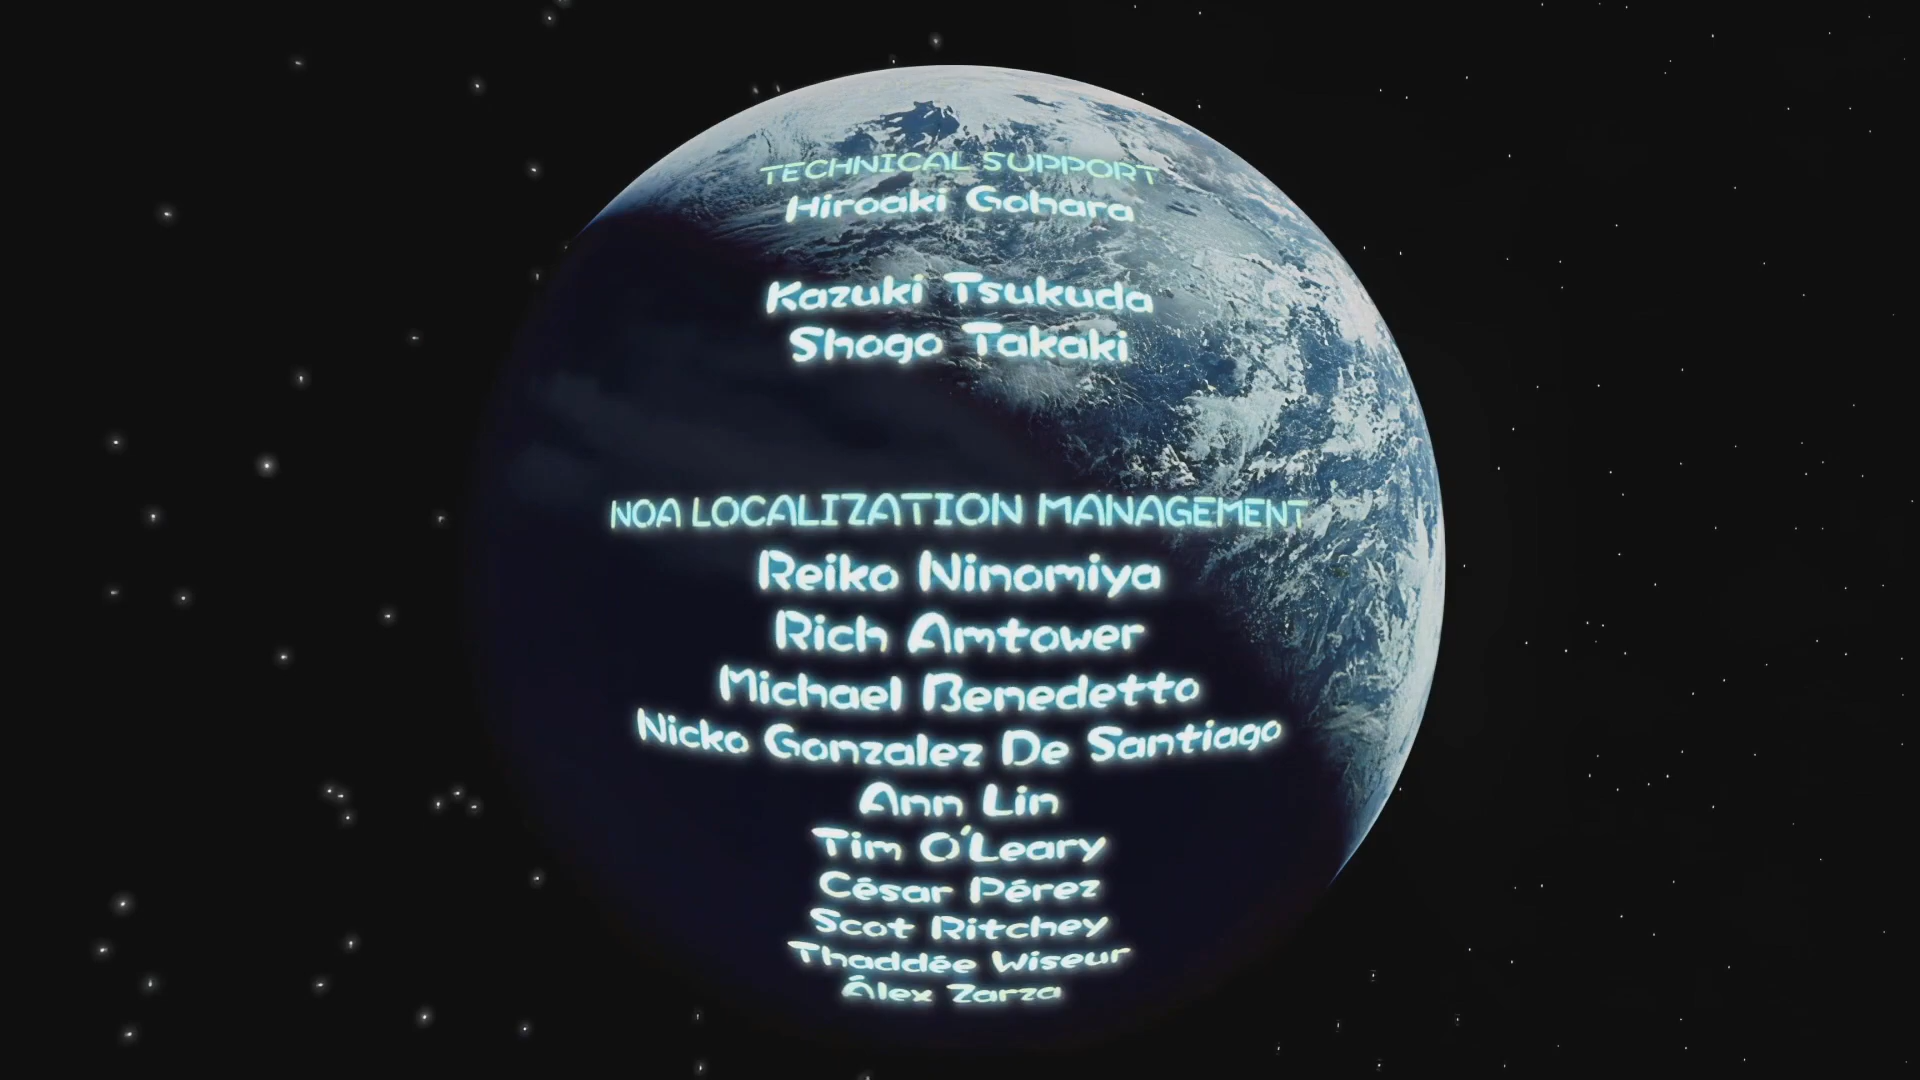 TECHNICAL SUPPORT
Hiroaki Gohara
Kazuki Tsukuda
Shogo Takaki
NOA LOCALIZATION MANAGEMENT
Reiko Ninomiya
Rich Amtower
Michael Benedetto
Nicko Gonzalez De Santiago
Ann Lin
Tim O'Leary
César Pérez
Scot Ritchey
Thaddée Wiseur
Álex Zarza